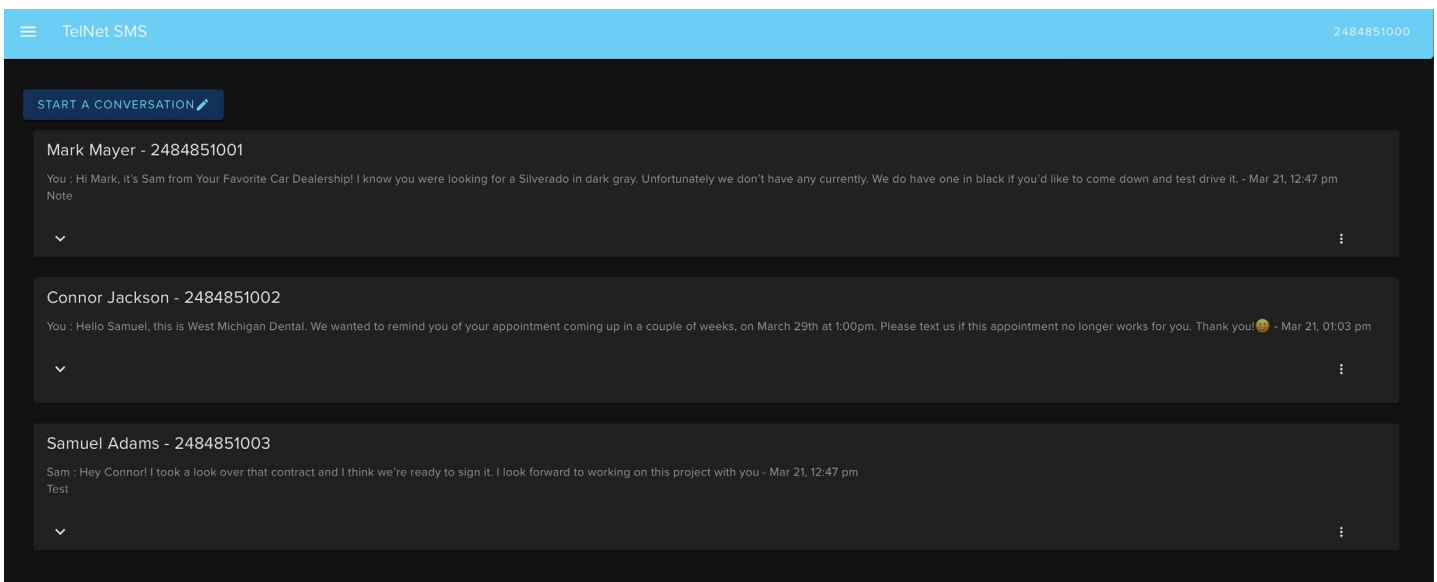 TelNet SMS
2484851000
START A CONVERSATION
Mark Mayer - 2484851001
You : Hi Mark, it's Sam from Your Favorite Car Dealership! I know you were looking for a Silverado in dark gray. Unfortunately we don't have any currently. We do have one in black if you'd like to come down and test drive it. - Mar 21, 12:47 pm
Note
Connor Jackson - 2484851002
You : Hello Samuel, this is West Michigan Dental. We wanted to remind you of your appointment coming up in a couple of weeks, on March 29th at 1:00pm. Please text us if this appointment no longer works for you. Thank you!😀 - Mar 21, 01:03 pm
Samuel Adams - 2484851003
Sam : Hey Connor! I took a look over that contract and I think we're ready to sign it. I look forward to working on this project with you - Mar 21, 12:47 pm
Test